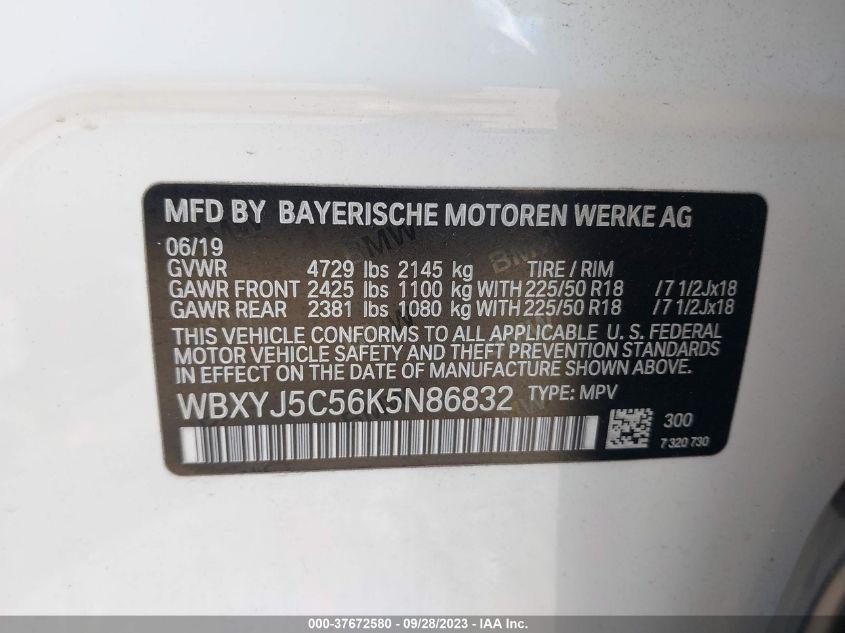 MFD BY BAYERISCHE MOTOREN WERKE AG
06/19
GVWR 4729 lbs 2145 kg TIRE / RIM
GAWR FRONT 2425 lbs 1100 kg WITH 225/50 R18 /7 1/2Jx18
GAWR REAR 2381 lbs 1080 kg WITH 225/50 R18 /7 1/2Jx18
THIS VEHICLE CONFORMS TO ALL APPLICABLE U. S. FEDERAL
MOTOR VEHICLE SAFETY AND THEFT PREVENTION STANDARDS
IN EFFECT ON THE DATE OF MANUFACTURE SHOWN ABOVE.
WBXYJ5C56K5N86832 TYPE: MPV
300
7 320 730
000-37672580 - 09/28/2023 - © IAA Inc.